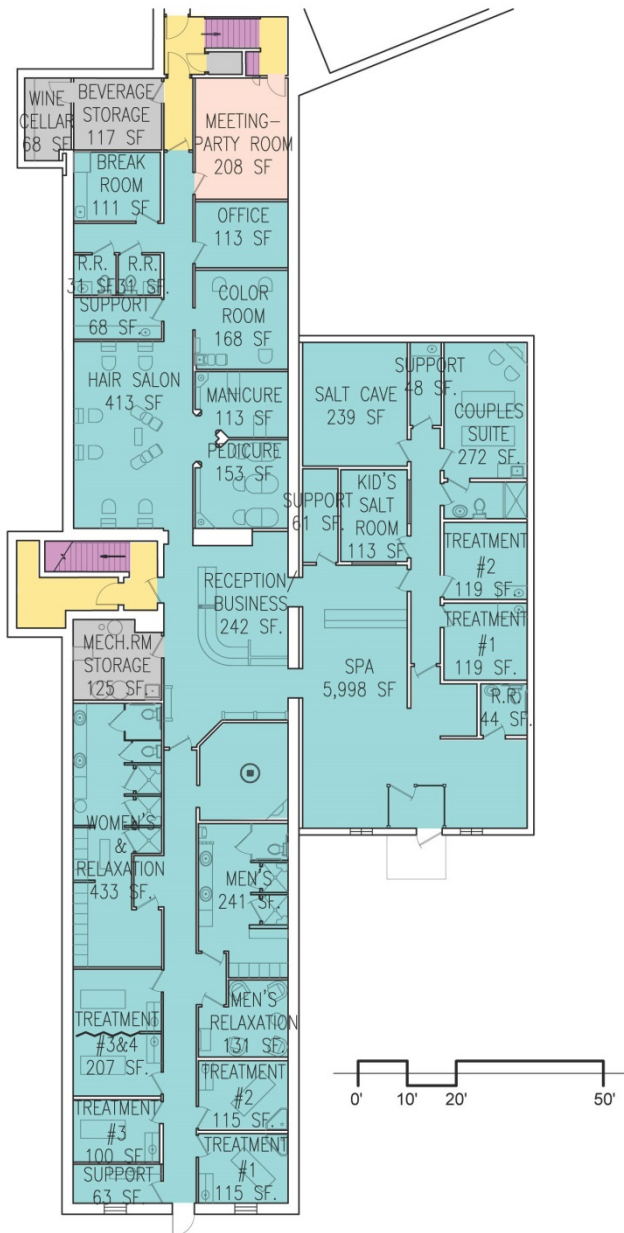 WINE
CELLAR
68 SF
BEVERAGE
STORAGE
117 SF
MEETING-
PARTY ROOM
208 SF
BREAK
ROOM
111 SF
OFFICE
113 SF
R.R.
31 SF
R.R.
31 SF.
SUPPORT
68 SF.
COLOR
ROOM
168 SF
HAIR SALON
413 SF
MANICURE
113 SF
PEDICURE
153 SF
SALT CAVE
239 SF
SUPPORT
48 SF.
COUPLES
SUITE
272 SF.
SUPPORT
61 SF.
KID'S
SALT
ROOM
113 SF
TREATMENT
#2
119 SF.
RECEPTION
BUSINESS
242 SF.
TREATMENT
#1
119 SF
MECH.RM
STORAGE
125 SF
SPA
5,998 SF
R.R.
44 SF.
WOMEN'S
&
RELAXATION
433 SF.
MEN'S
241 SF.
MEN'S
RELAXATION
131 SF
TREATMENT
#3&4
207 SF.
TREATMENT
#2
115 SF
TREATMENT
#3
100 SF
TREATMENT
#1
115 SF.
SUPPORT
63 SF.
0' 10' 20' 50'